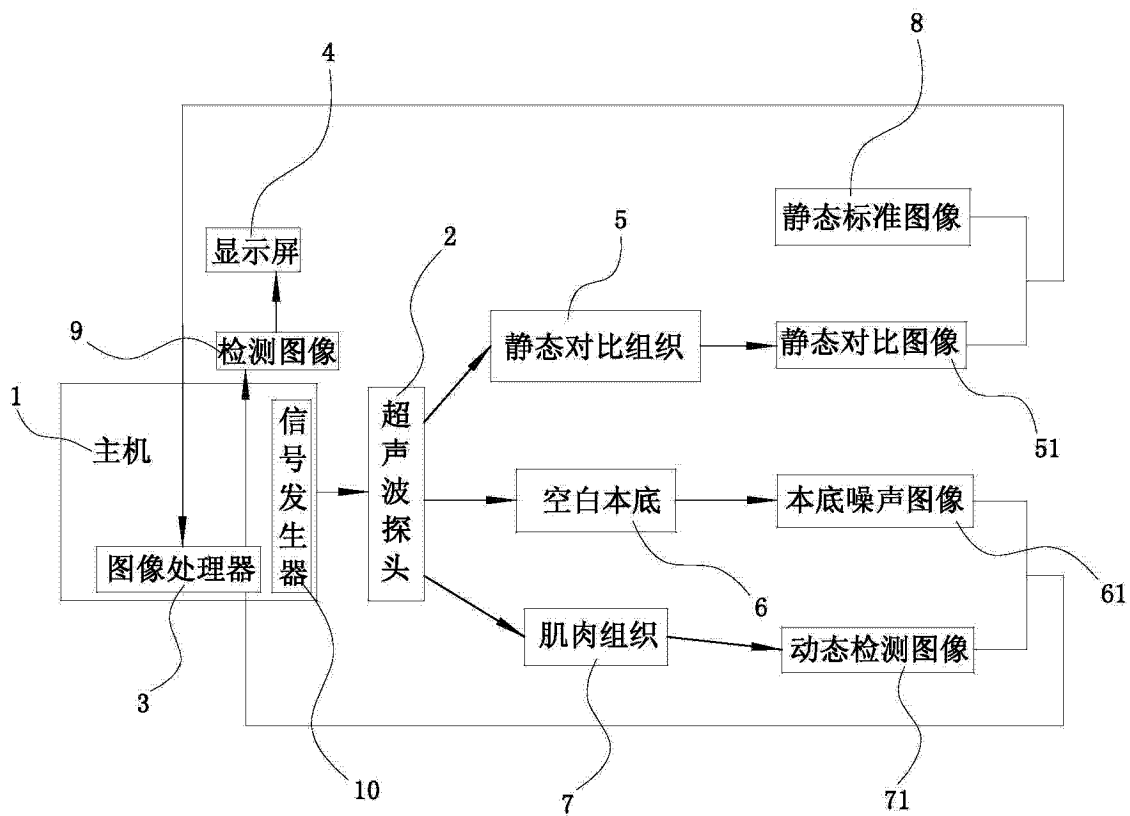 8
4
静态标准图像
2
5
显示屏
9
检测图像
静态对比组织
静态对比图像
1
主机
信号发生器
超声波探头
51
空白本底
本底噪声图像
图像处理器
61
6
肌肉组织
动态检测图像
3
10
7
71